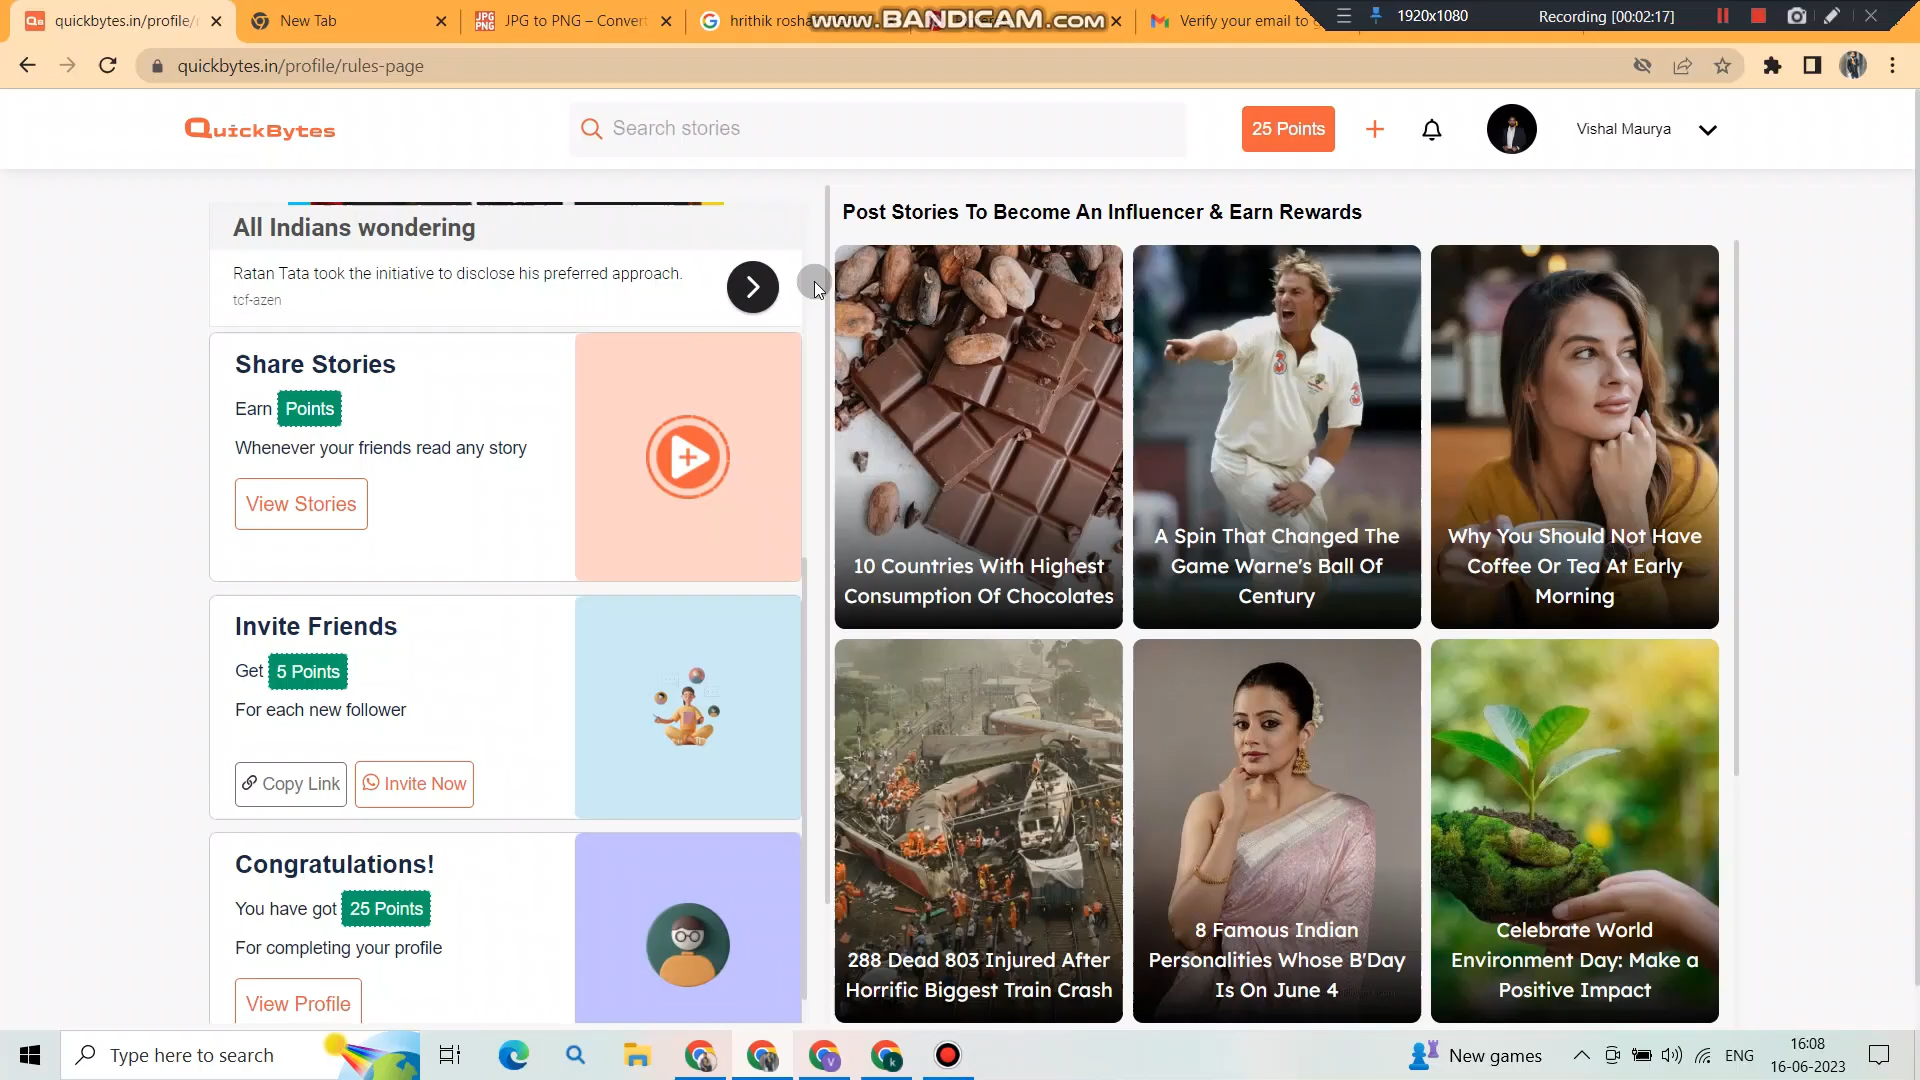 quickbytes.in/profile/r
New Tab
JPG to PNG – Convert
hrithik rosha
www.BANDICAM.com
Verify your email to
1920x1080
Recording [00:02:17]
quickbytes.in/profile/rules-page
QuickBytes
Search stories
25 Points
Vishal Maurya
All Indians wondering
Ratan Tata took the initiative to disclose his preferred approach.
tcf-azen
Share Stories
Earn Points
Whenever your friends read any story
View Stories
Invite Friends
Get 5 Points
For each new follower
Copy Link
Invite Now
Congratulations!
You have got 25 Points
For completing your profile
View Profile
Post Stories To Become An Influencer & Earn Rewards
10 Countries With Highest
Consumption Of Chocolates
A Spin That Changed The
Game Warne's Ball Of
Century
Why You Should Not Have
Coffee Or Tea At Early
Morning
288 Dead 803 Injured After
Horrific Biggest Train Crash
8 Famous Indian
Personalities Whose B'Day
Is On June 4
Celebrate World
Environment Day: Make a
Positive Impact
Type here to search
New games
ENG
16:08
16-06-2023